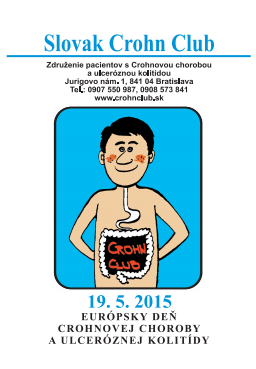 Slovak Crohn Club
Združenie pacientov s Crohnovou chorobou
a ulceróznou kolitídou
Jurigovo nám. 1, 841 04 Bratislava
Tel.: 0907 550 987, 0908 573 841
www.crohnclub.sk
CROHN
CLUB
19. 5. 2015
EURÓPSKY DEŇ
CROHNOVEJ CHOROBY
A ULCERÓZNEJ KOLITÍDY